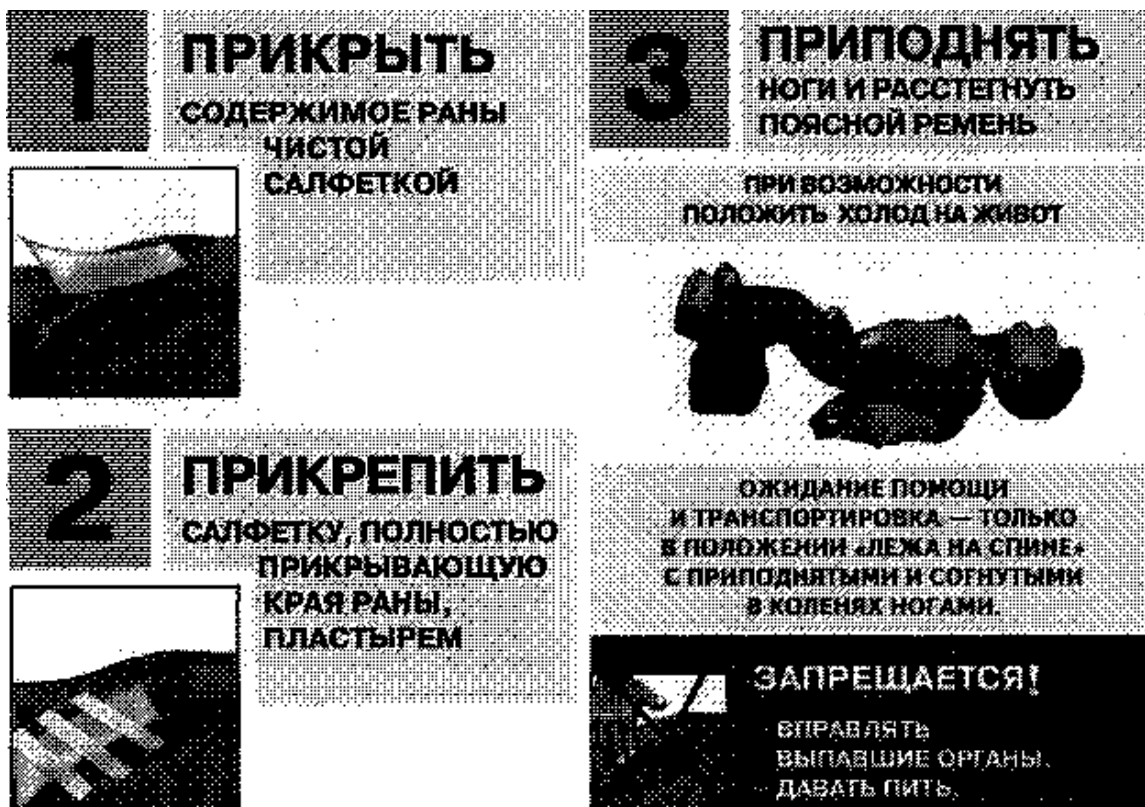 1
ПРИКРЫТЬ
СОДЕРЖИМОЕ РАНЫ
ЧИСТОЙ
САЛФЕТКОЙ
2
ПРИКРЕПИТЬ
САЛФЕТКУ, ПОЛНОСТЬЮ
ПРИКРЫВАЮЩУЮ
КРАЯ РАНЫ,
ПЛАСТЫРЕМ
3
ПРИПОДНЯТЬ
НОГИ И РАССТЕГНУТЬ
ПОЯСНОЙ РЕМЕНЬ
ПРИ ВОЗМОЖНОСТИ
ПОЛОЖИТЬ ХОЛОД НА ЖИВОТ
ОЖИДАНИЕ ПОМОЩИ
И ТРАНСПОРТИРОВКА — ТОЛЬКО
В ПОЛОЖЕНИИ «ЛЕЖА НА СПИНЕ»
С ПРИПОДНЯТЫМИ И СОГНУТЫМИ
В КОЛЕНЯХ НОГАМИ.
ЗАПРЕЩАЕТСЯ!
ВПРАВЛЯТЬ
ВЫПАВШИЕ ОРГАНЫ.
ДАВАТЬ ПИТЬ.